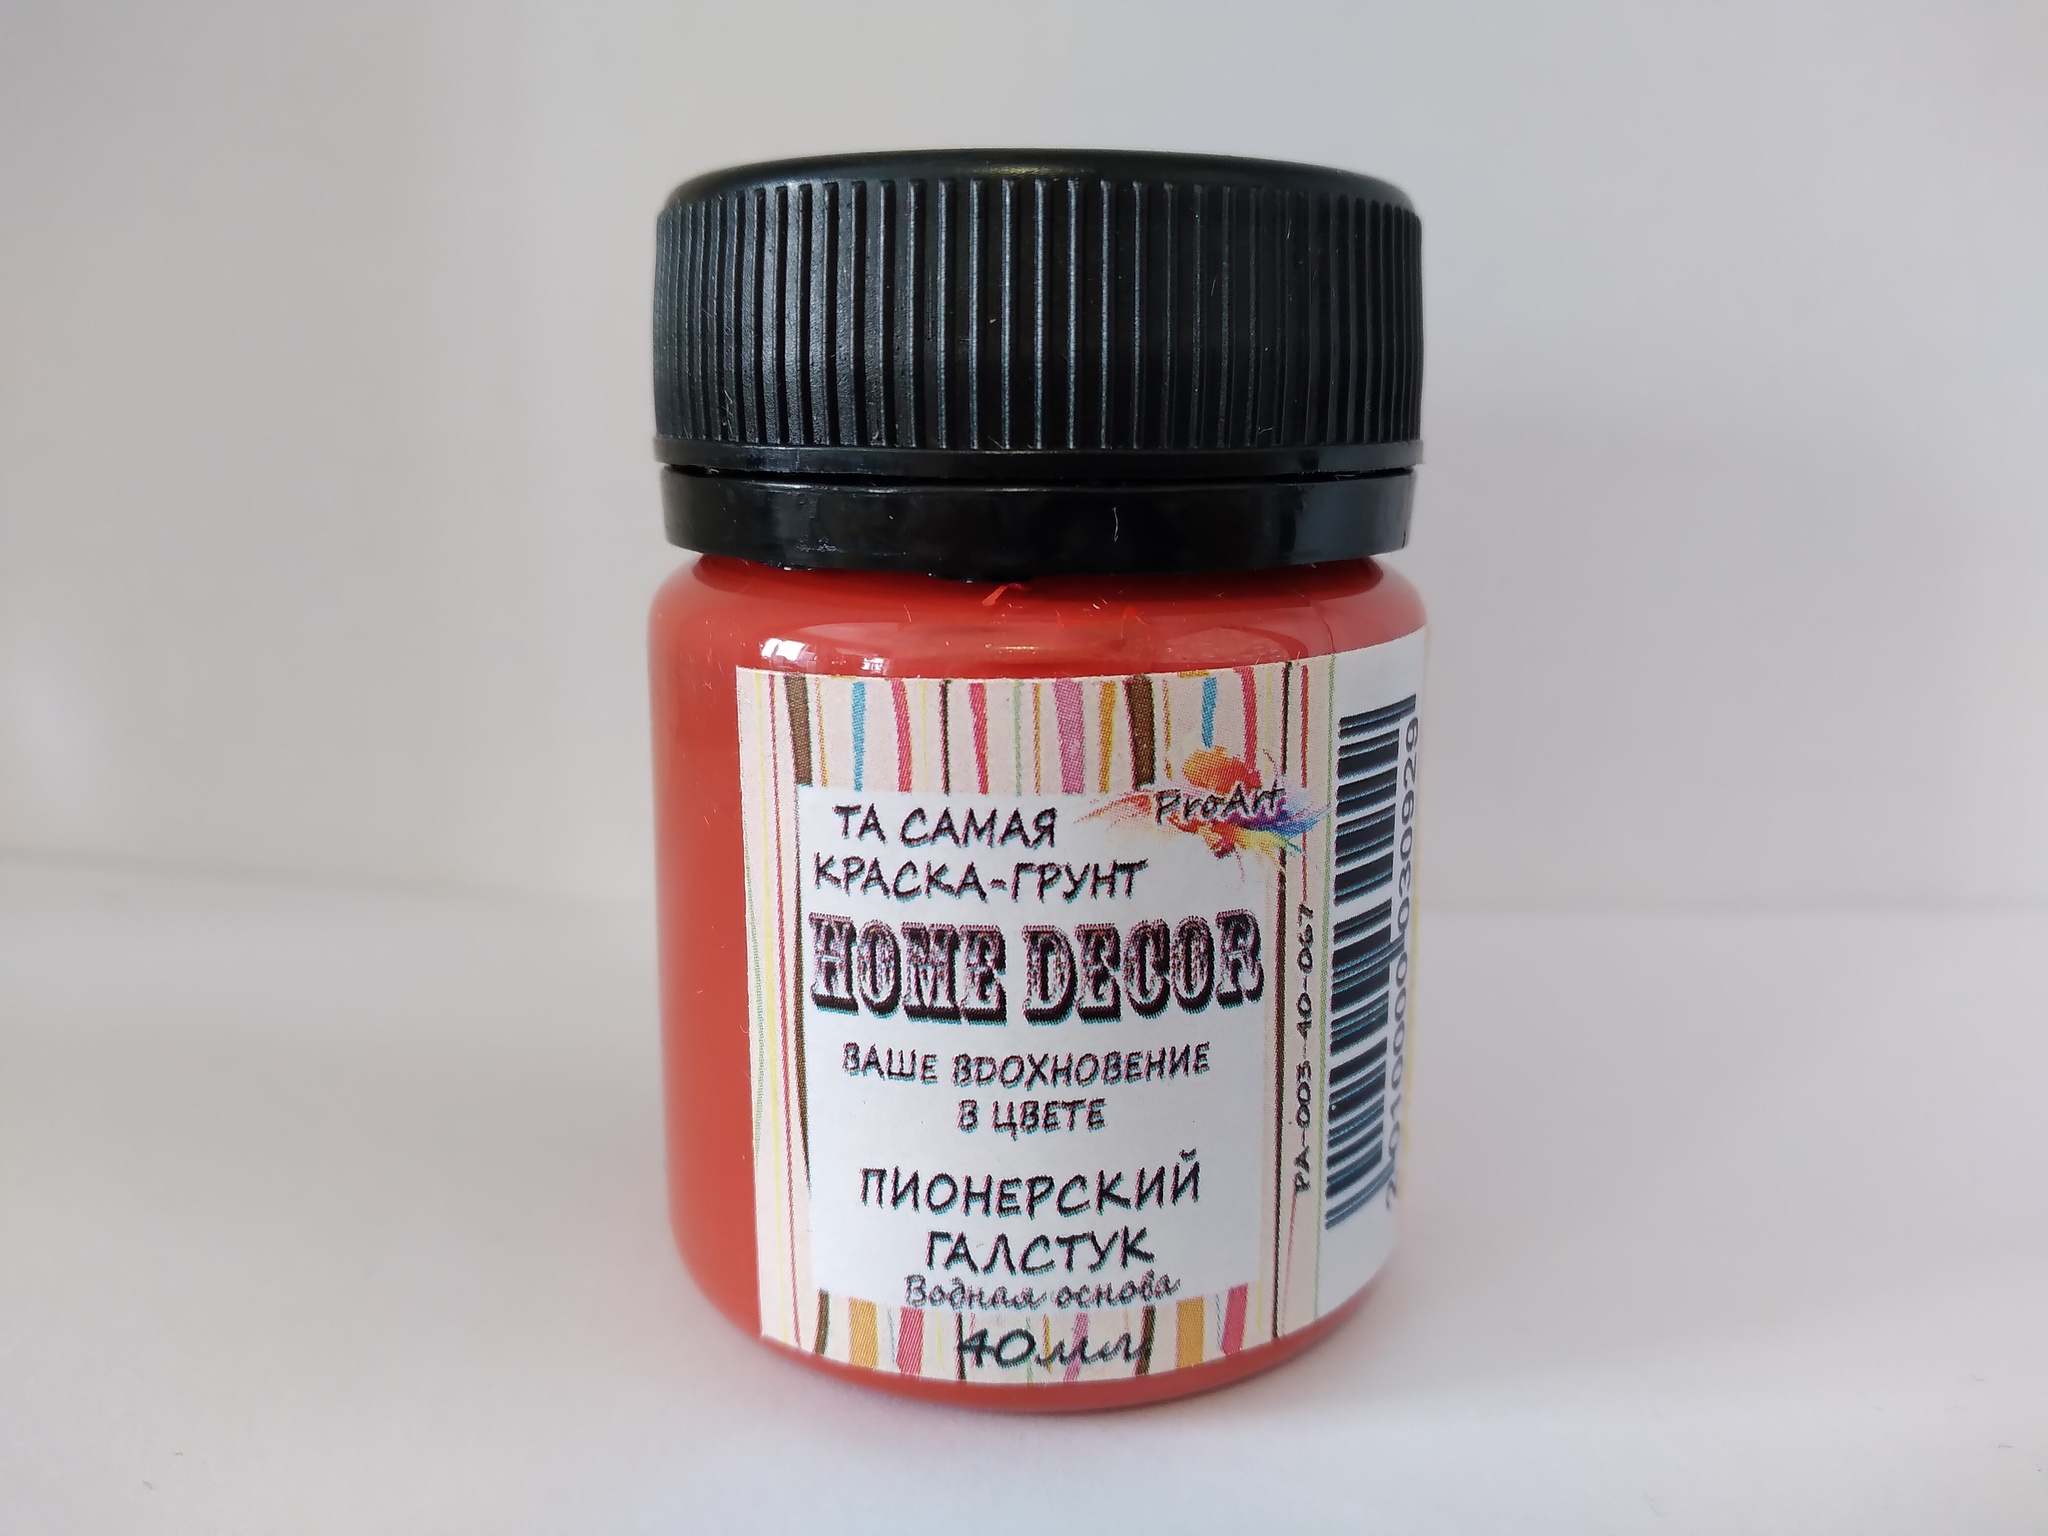 ProArt
ТА САМАЯ
КРАСКА-ГРУНТ
HOME DECOR
ВАШЕ ВДОХНОВЕНИЕ
В ЦВЕТЕ
ПИОНЕРСКИЙ
ГАЛСТУК
Водная основа
40мл
PA-003-40-067
2010000030929